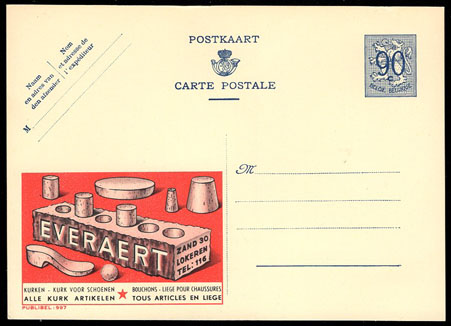 POSTKAART
CARTE POSTALE
90
BELGIE-BELGIQUE
Nom
et adresse de
l'expéditeur
Naam
en adres van
den afzender
M
M
EVERAERT
ZAND 30
LOKEREN
TEL: 116
KURKEN - KURK VOOR SCHOENEN
BOUCHONS - LIEGE POUR CHAUSSURES
ALLE KURK ARTIKELEN ★ TOUS ARTICLES EN LIEGE
PUBLIBEL: 997